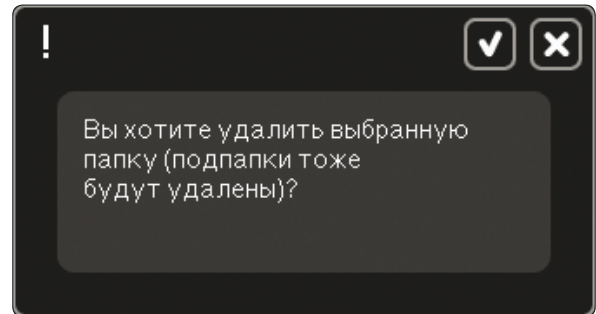 !
Вы хотите удалить выбранную
папку (подпапки тоже
будут удалены)?